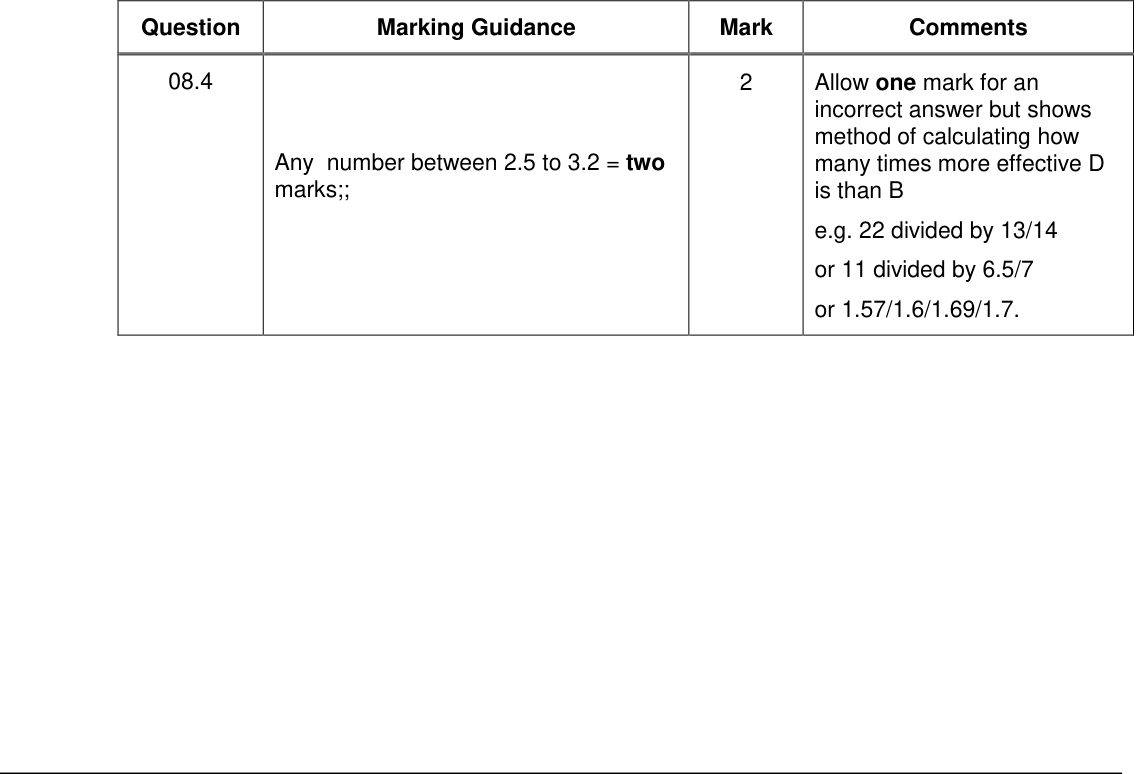 Question Marking Guidance Mark Comments
08.4
Any number between 2.5 to 3.2 = two
marks;;
2
Allow one mark for an
incorrect answer but shows
method of calculating how
many times more effective D
is than B
e.g. 22 divided by 13/14
or 11 divided by 6.5/7
or 1.57/1.6/1.69/1.7.